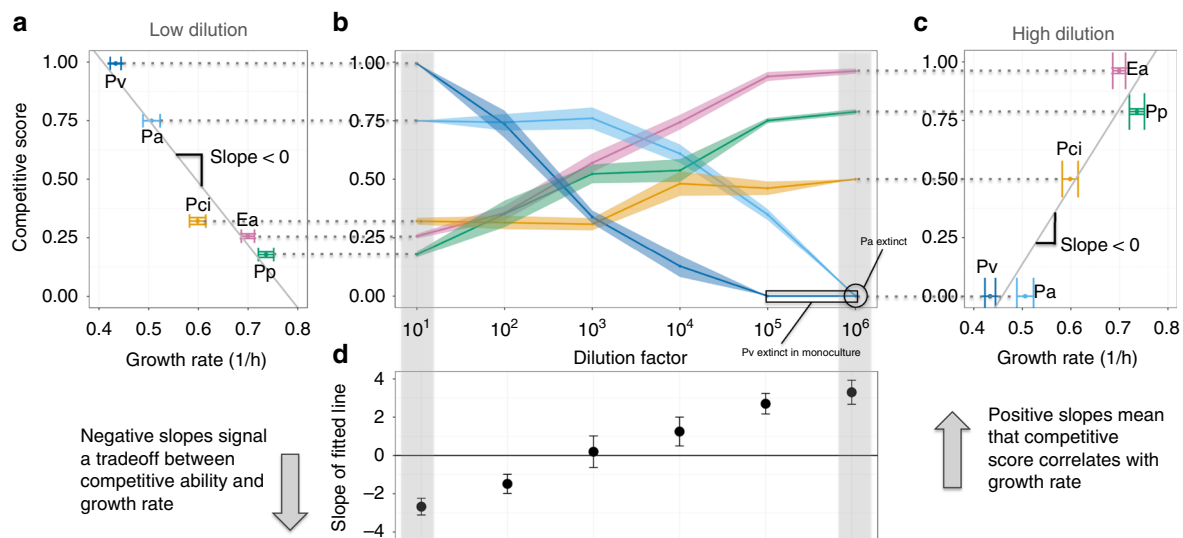 a
Low dilution
Competitive score
1.00
0.75
0.50
0.25
0.00
Pv
Pa
Slope < 0
Pci
Ea
Pp
0.4 0.5 0.6 0.7 0.8
Growth rate (1/h)
b
1.00
0.75
0.50
0.25
0.00
Pa extinct
Pv extinct in monoculture
10¹ 10² 10³ 10⁴ 10⁵ 10⁶
Dilution factor
c
High dilution
1.00
0.75
0.50
0.25
0.00
Ea
Pp
Pci
Slope < 0
Pv
Pa
0.4 0.5 0.6 0.7 0.8
Growth rate (1/h)
d
Slope of fitted line
4
2
0
−2
−4
Negative slopes signal
a tradeoff between
competitive ability and
growth rate
Positive slopes mean
that competitive
score correlates with
growth rate